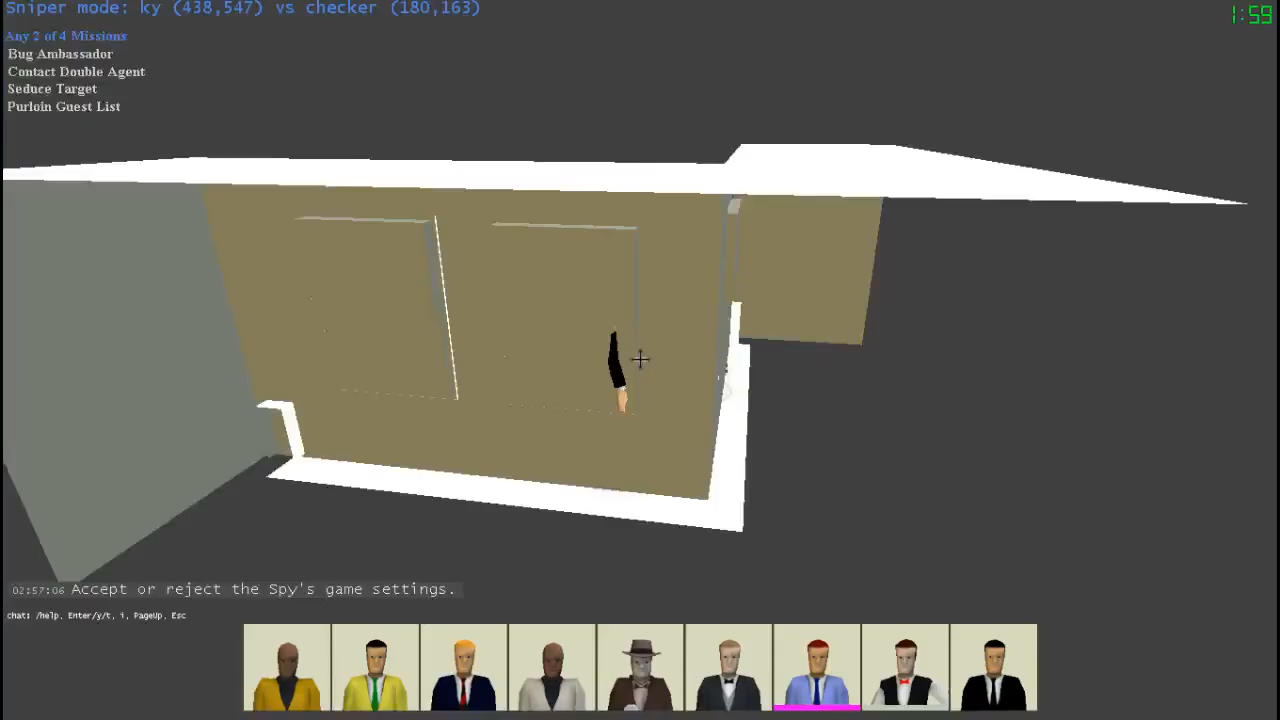 Sniper mode: ky (438,547) vs checker (180,163)
1:59
Any 2 of 4 Missions
Bug Ambassador
Contact Double Agent
Seduce Target
Purloin Guest List
02:57:06 Accept or reject the Spy's game settings.
chat: /help, Enter/y/t, i, PageUp, Esc